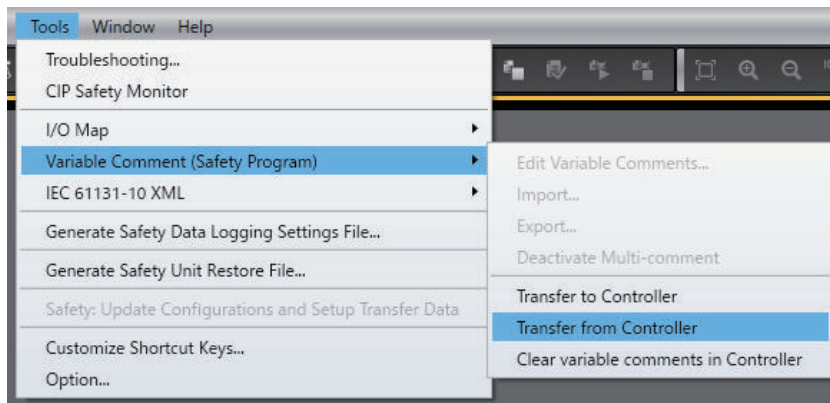 Tools Window Help
Troubleshooting...
CIP Safety Monitor
I/O Map
Variable Comment (Safety Program)
IEC 61131-10 XML
Generate Safety Data Logging Settings File...
Generate Safety Unit Restore File...
Safety: Update Configurations and Setup Transfer Data
Customize Shortcut Keys...
Option...
Edit Variable Comments...
Import...
Export...
Deactivate Multi-comment
Transfer to Controller
Transfer from Controller
Clear variable comments in Controller